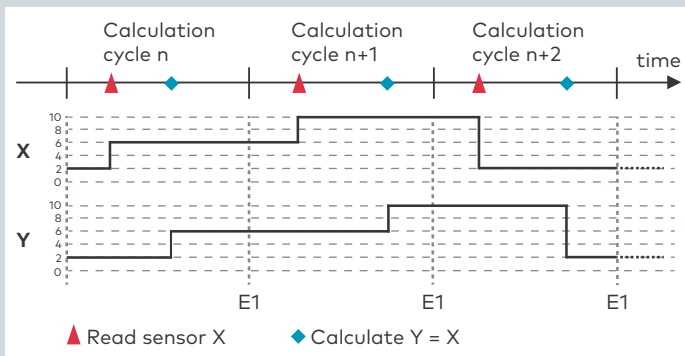 Calculation cycle n
Calculation cycle n+1
Calculation cycle n+2
time
X
10
8
6
4
2
0
Y
10
8
6
4
2
0
E1
E1
E1
Read sensor X
Calculate Y = X